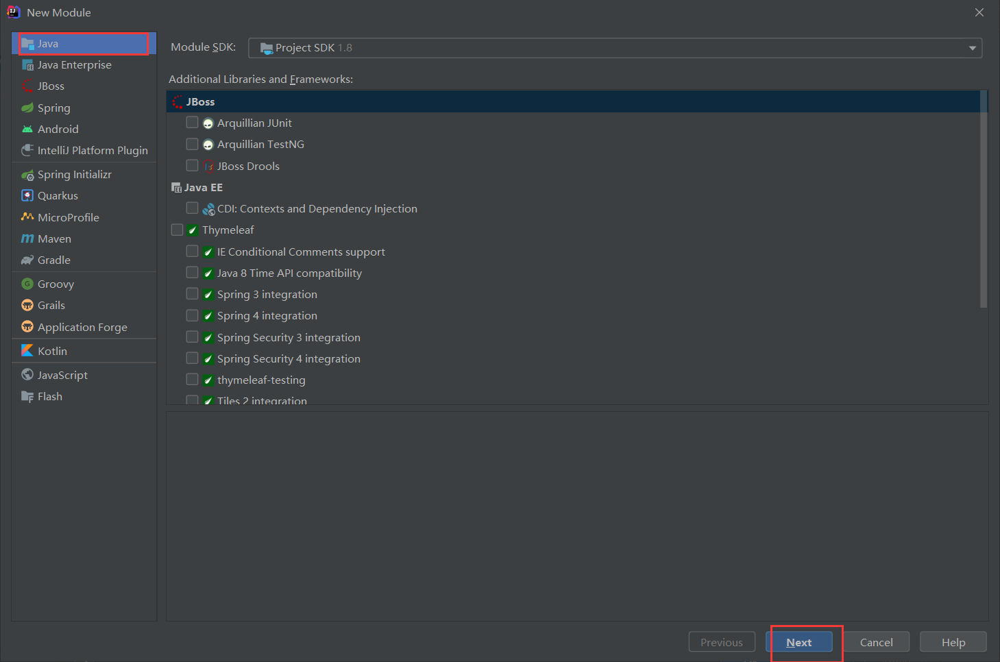 New Module
Java
Java Enterprise
JBoss
Spring
Android
IntelliJ Platform Plugin
Spring Initializr
Quarkus
MicroProfile
Maven
Gradle
Groovy
Grails
Application Forge
Kotlin
JavaScript
Flash
Module SDK: Project SDK 1.8
Additional Libraries and Frameworks:
JBoss
Arquillian JUnit
Arquillian TestNG
JBoss Drools
Java EE
CDI: Contexts and Dependency Injection
Thymeleaf
IE Conditional Comments support
Java 8 Time API compatibility
Spring 3 integration
Spring 4 integration
Spring Security 3 integration
Spring Security 4 integration
thymeleaf-testing
Tiles 2 integration
Previous Next Cancel Help